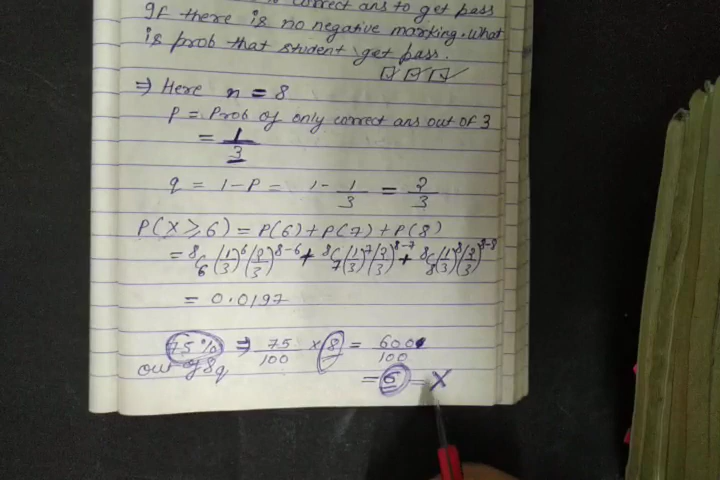 correct ans to get pass
If there is no negative marking. What
is prob that student get pass.
⇒ Here n = 8
P = Prob of only correct ans out of 3
= 1/3
q = 1 - P = 1 - 1/3 = 2/3
P(X ≥ 6) = P(6) + P(7) + P(8)
= ⁸C₆ (1/3)⁶ (2/3)⁸⁻⁶ + ⁸C₇ (1/3)⁷ (2/3)⁸⁻⁷ + ⁸C₈ (1/3)⁸ (2/3)⁸⁻⁸
= 0.0197
75% ⇒ 75/100 × 8 = 600/100
out of 8q
= 6 = X